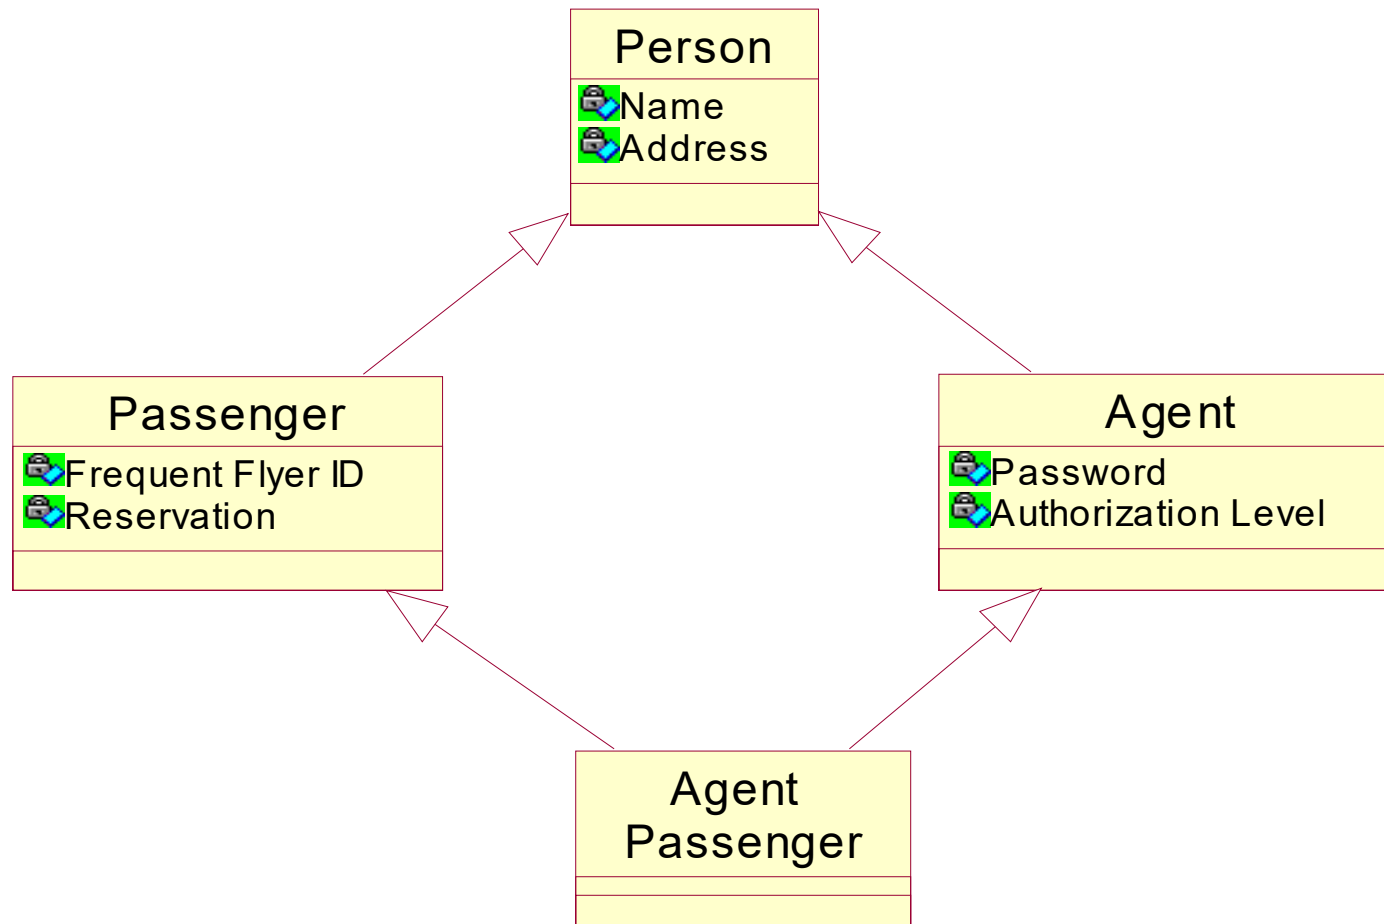 Person
Name
Address
Passenger
Frequent Flyer ID
Reservation
Agent
Password
Authorization Level
Agent
Passenger